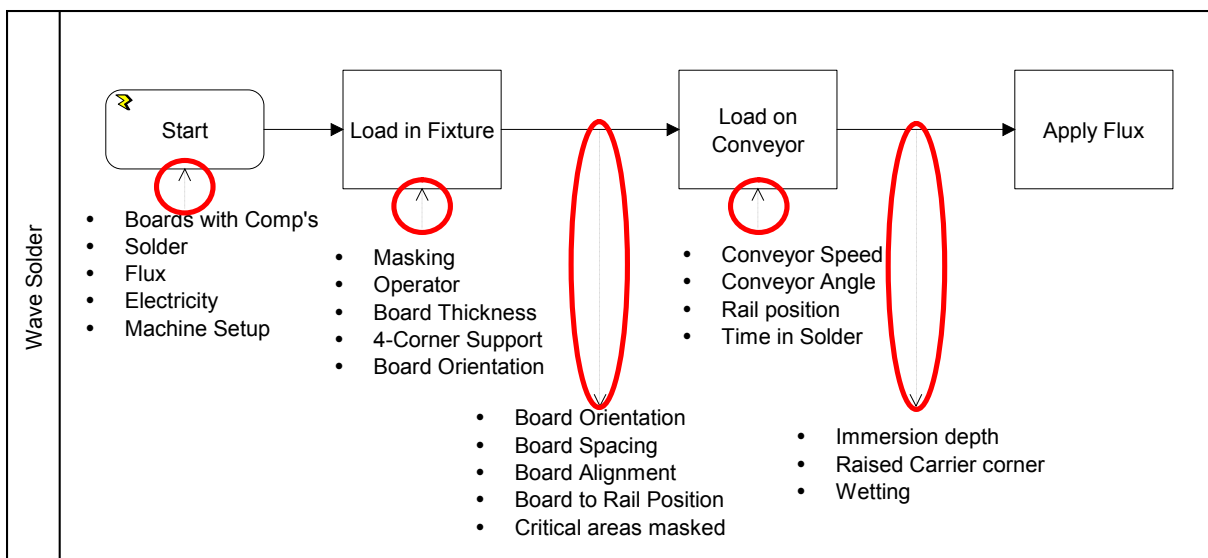 Wave Solder
Start
Load in Fixture
Load on
Conveyor
Apply Flux
• Boards with Comp's
• Solder
• Flux
• Electricity
• Machine Setup
• Masking
• Operator
• Board Thickness
• 4-Corner Support
• Board Orientation
• Conveyor Speed
• Conveyor Angle
• Rail position
• Time in Solder
• Board Orientation
• Board Spacing
• Board Alignment
• Board to Rail Position
• Critical areas masked
• Immersion depth
• Raised Carrier corner
• Wetting